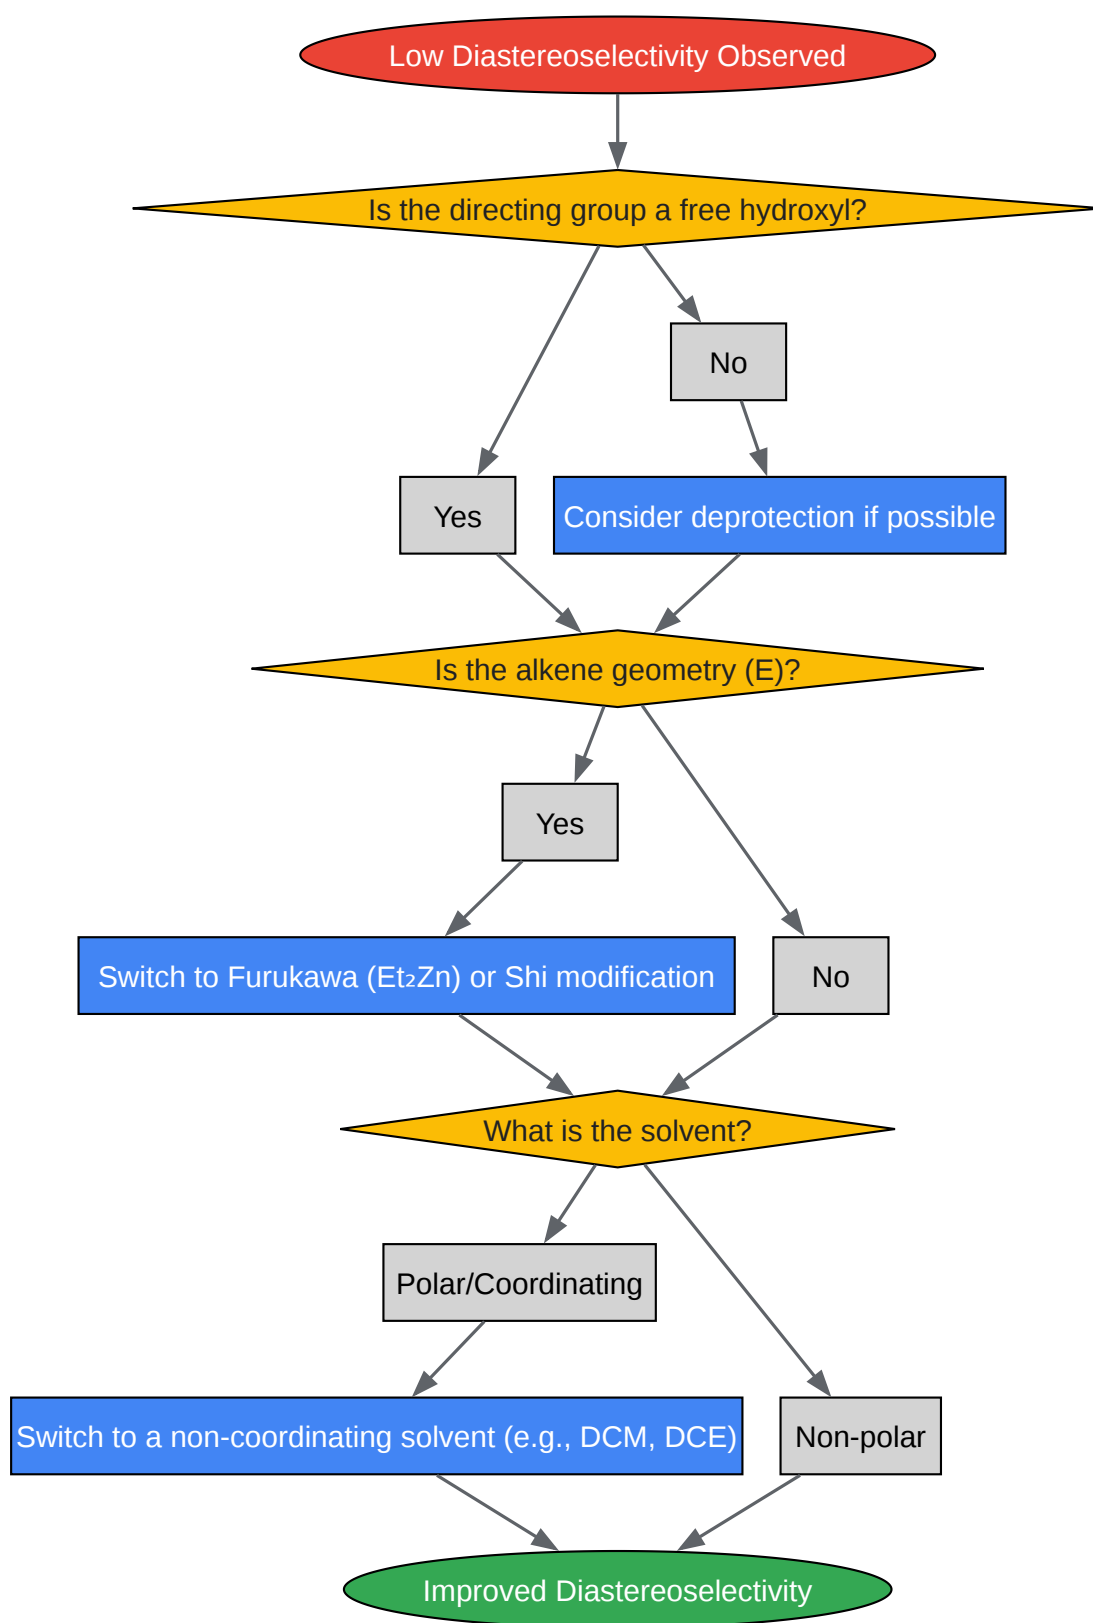 Low Diastereoselectivity Observed
Is the directing group a free hydroxyl?
No
Yes
Consider deprotection if possible
Is the alkene geometry (E)?
Yes
Switch to Furukawa (Et₂Zn) or Shi modification
No
What is the solvent?
Polar/Coordinating
Switch to a non-coordinating solvent (e.g., DCM, DCE)
Non-polar
Improved Diastereoselectivity